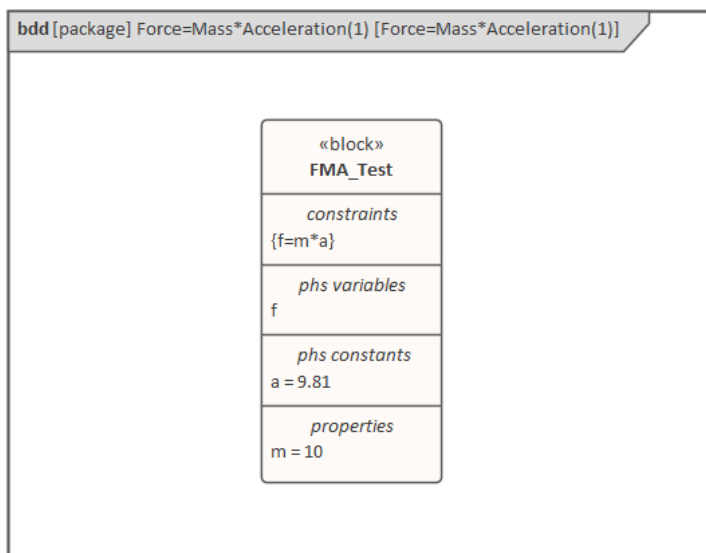 bdd [package] Force=Mass*Acceleration(1) [Force=Mass*Acceleration(1)]
«block»
FMA_Test
constraints
{f=m*a}
phs variables
f
phs constants
a = 9.81
properties
m = 10